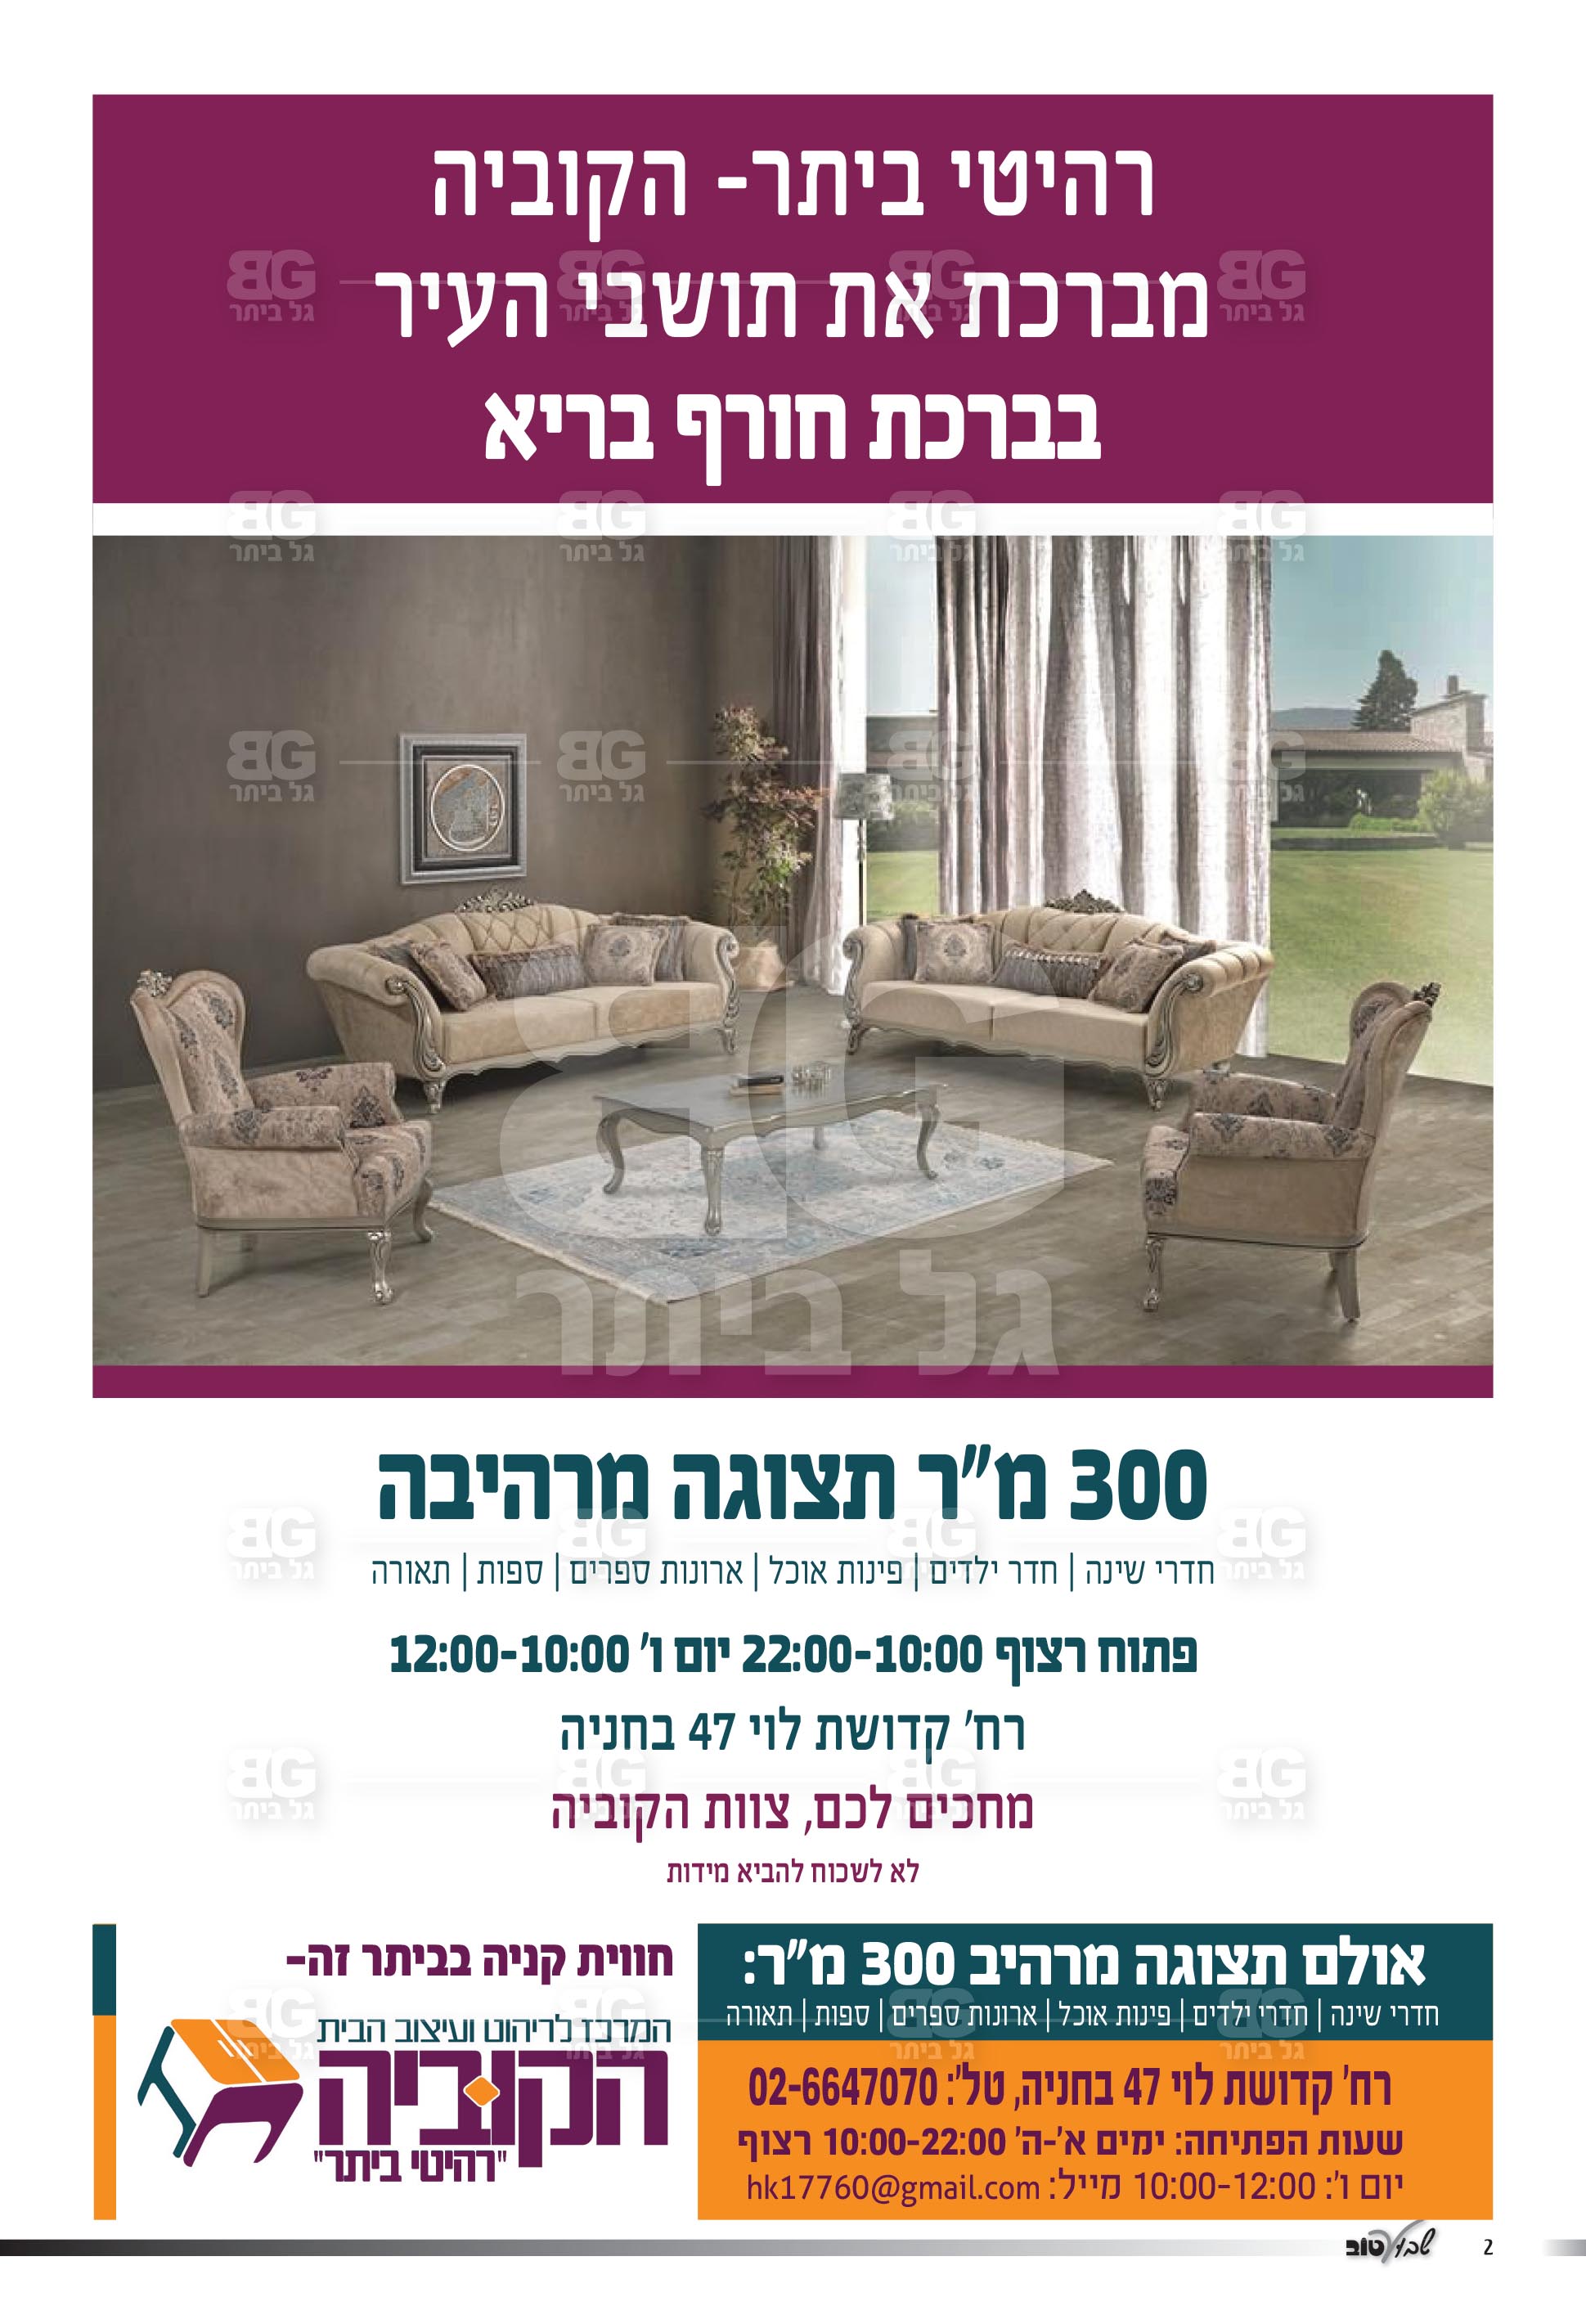 רהיטי ביתר- הקוביה
מברכת את תושבי העיר
בברכת חורף בריא
BG
גל ביתר
300 מ"ר תצוגה מרהיבה
חדרי שינה | חדר ילדים | פינות אוכל | ארונות ספרים | ספות | תאורה
פתוח רצוף 22:00-10:00 יום ו' 12:00-10:00
רח' קדושת לוי 47 בחניה
מחכים לכם, צוות הקוביה
לא לשכוח להביא מידות
אולם תצוגה מרהיב 300 מ"ר:
חדרי שינה | חדרי ילדים | פינות אוכל | ארונות ספרים | ספות | תאורה
רח' קדושת לוי 47 בחניה, טל': 02-6647070
שעות הפתיחה: ימים א'-ה' 10:00-22:00 רצוף
יום ו': 10:00-12:00 מייל: hk17760@gmail.com
חווית קניה בביתר זה-
המרכז לריהוט ועיצוב הבית
הקוביה
"רהיטי ביתר"
2
שבוע טוב